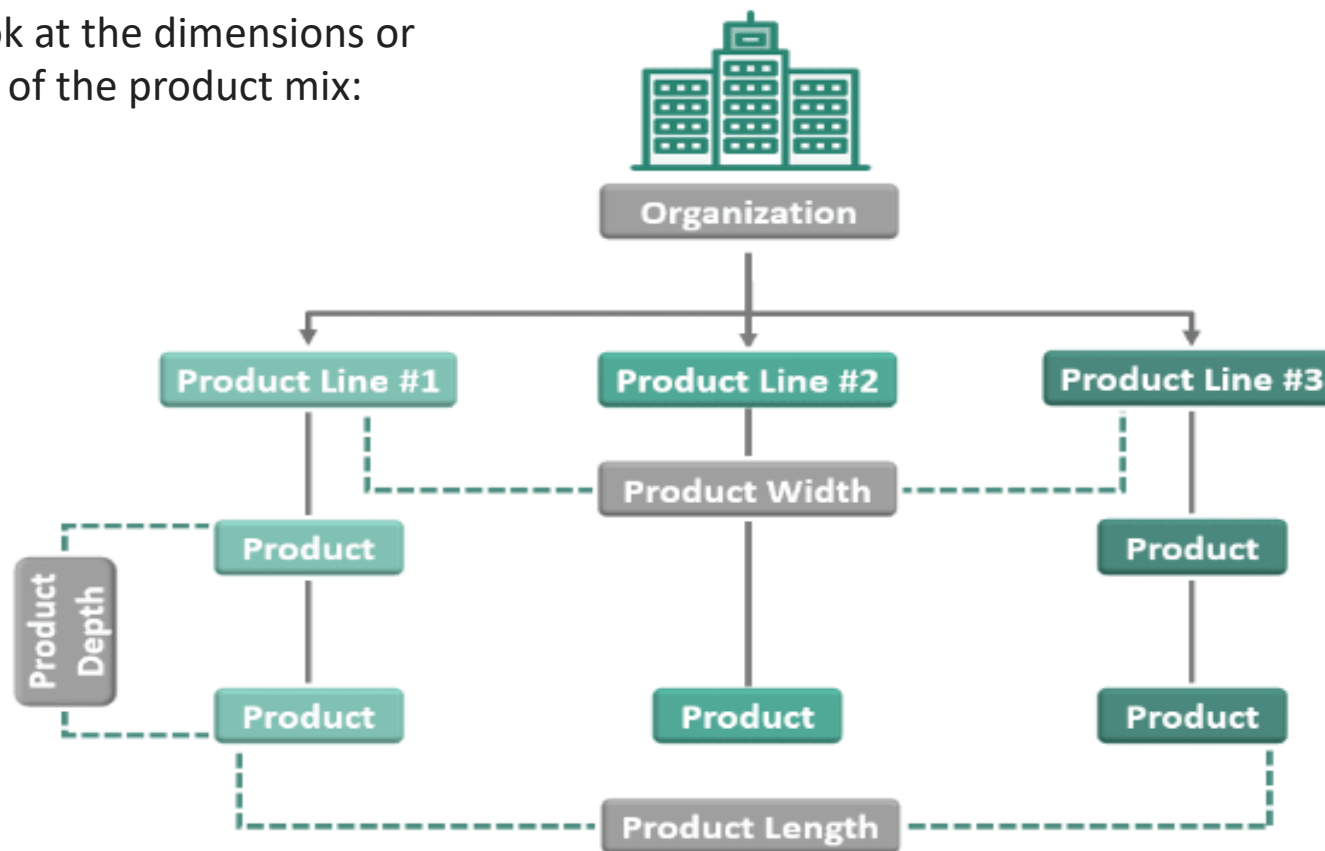 at the dimensions or
of the product mix:
Organization
Product Line #1
Product Line #2
Product Line #3
Product Width
Product
Product
Product
Depth
Product
Product
Product
Product Length